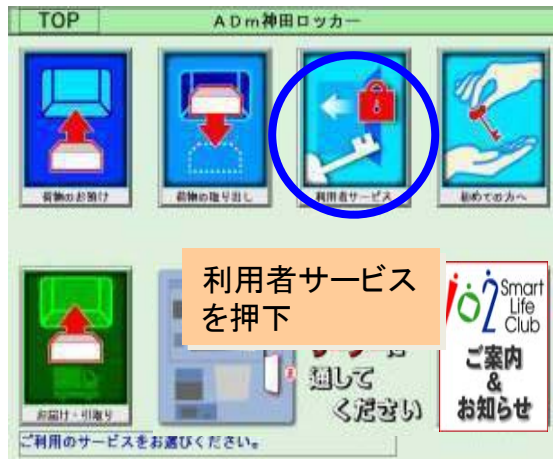 TOP
ADm神田ロッカー
荷物のお預け
荷物の取り出し
利用者サービス
初めての方へ
利用者サービス
を押下
通して
ください
io2 Smart
Life
Club
ご案内
&
お知らせ
お届け・引取り
ご利用のサービスをお選びください。